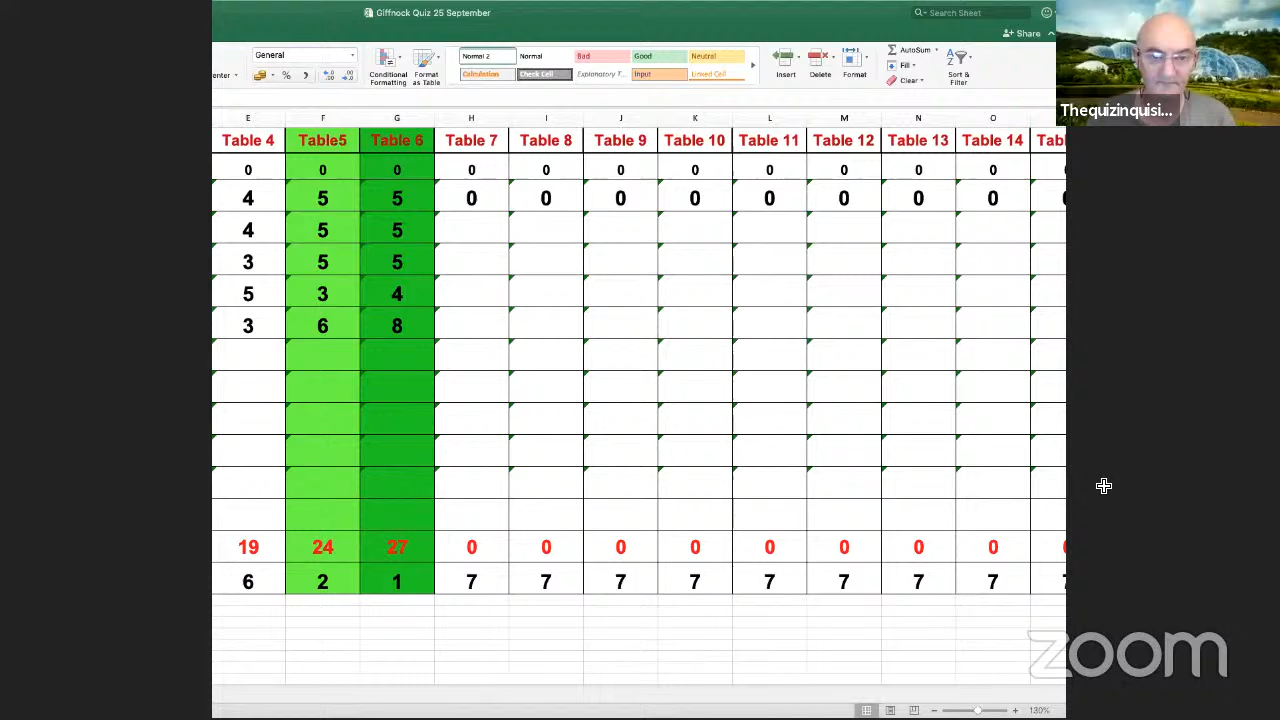 Giffnock Quiz 25 September
Search Sheet
Share
Thequizinquisi...
General
Conditional Formatting
Format as Table
Normal 2
Normal
Bad
Good
Neutral
Calculation
Check Cell
Explanatory T...
Input
Linked Cell
Insert
Delete
Format
AutoSum
Fill
Clear
Sort & Filter
enter
E F G H I J K L M N O
Table 4 Table5 Table 6 Table 7 Table 8 Table 9 Table 10 Table 11 Table 12 Table 13 Table 14 Tabl
0 0 0 0 0 0 0 0 0 0 0
4 5 5 0 0 0 0 0 0 0 0
4 5 5
3 5 5
5 3 4
3 6 8
19 24 27 0 0 0 0 0 0 0 0
6 2 1 7 7 7 7 7 7 7 7
zoom
130%